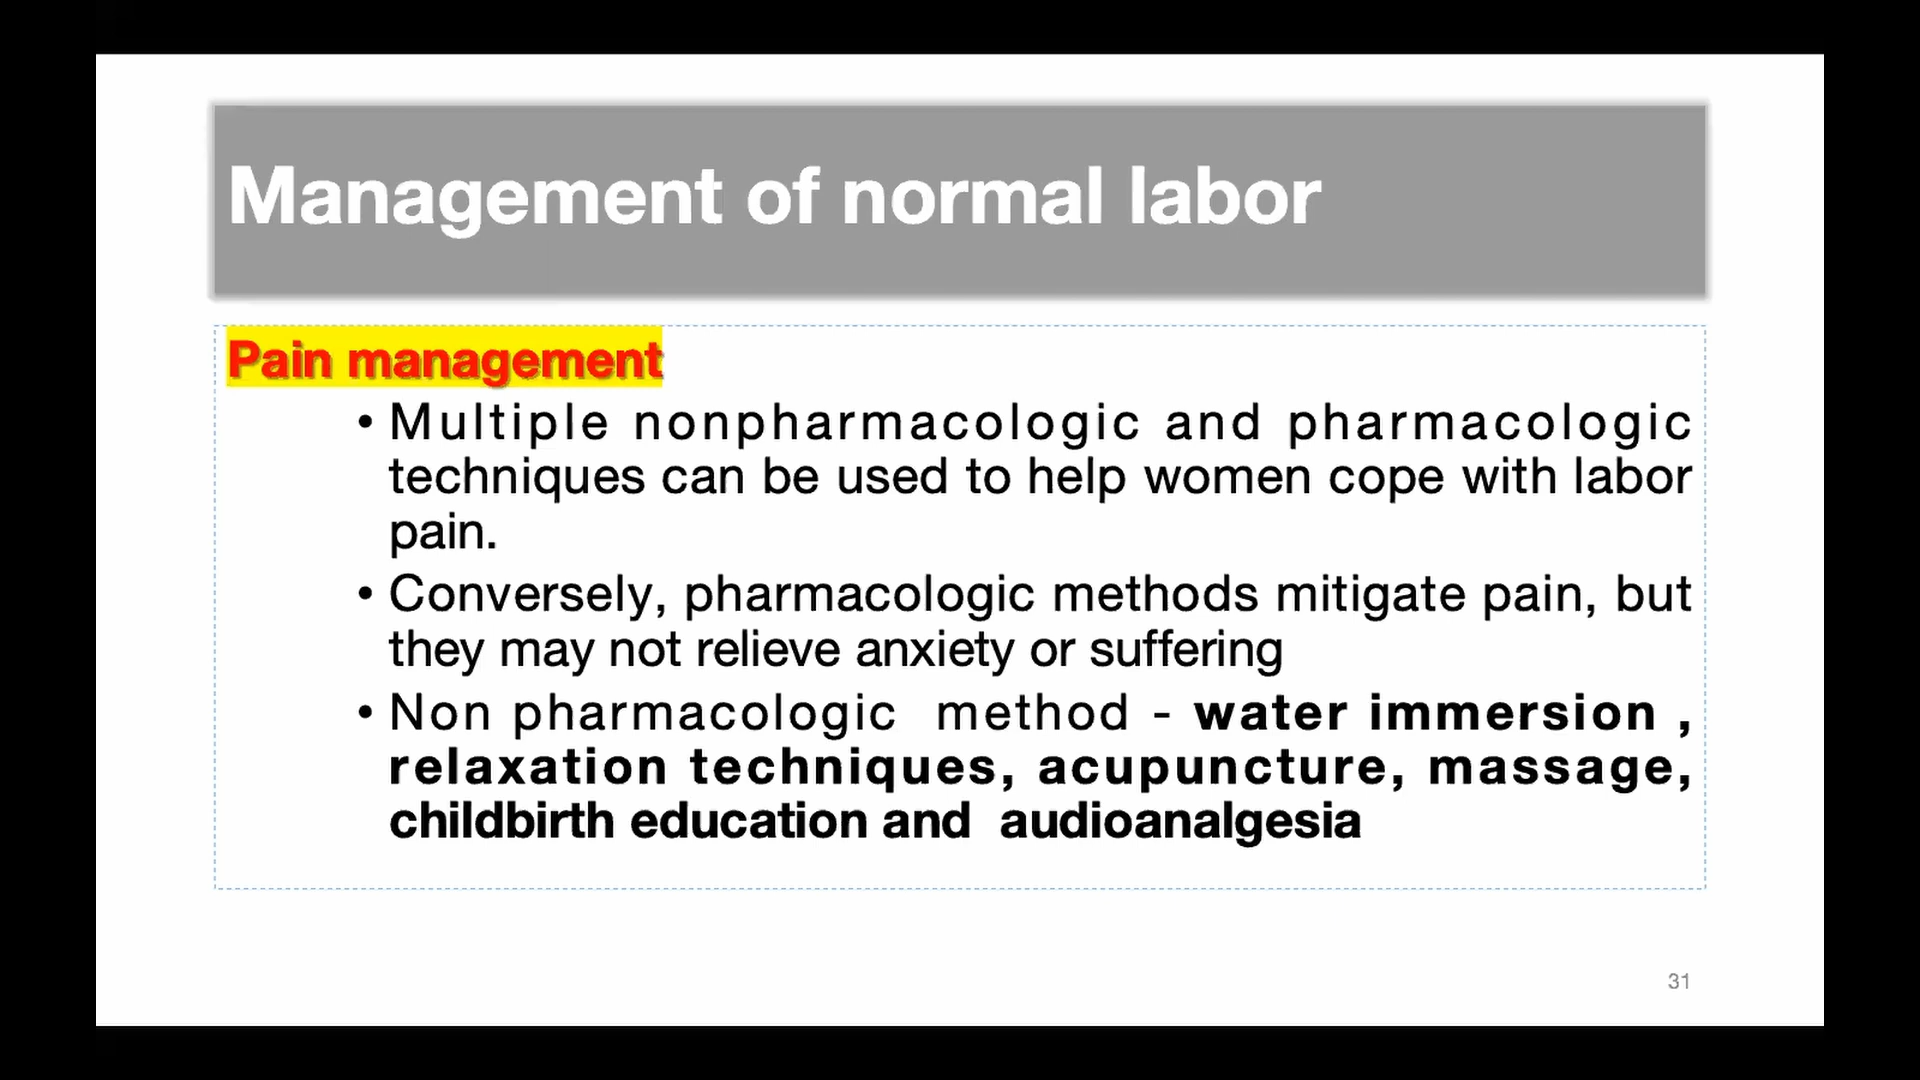 Management of normal labor
Pain management
• Multiple nonpharmacologic and pharmacologic
techniques can be used to help women cope with labor
pain.
• Conversely, pharmacologic methods mitigate pain, but
they may not relieve anxiety or suffering
• Non pharmacologic method - water immersion ,
relaxation techniques, acupuncture, massage,
childbirth education and audioanalgesia
31